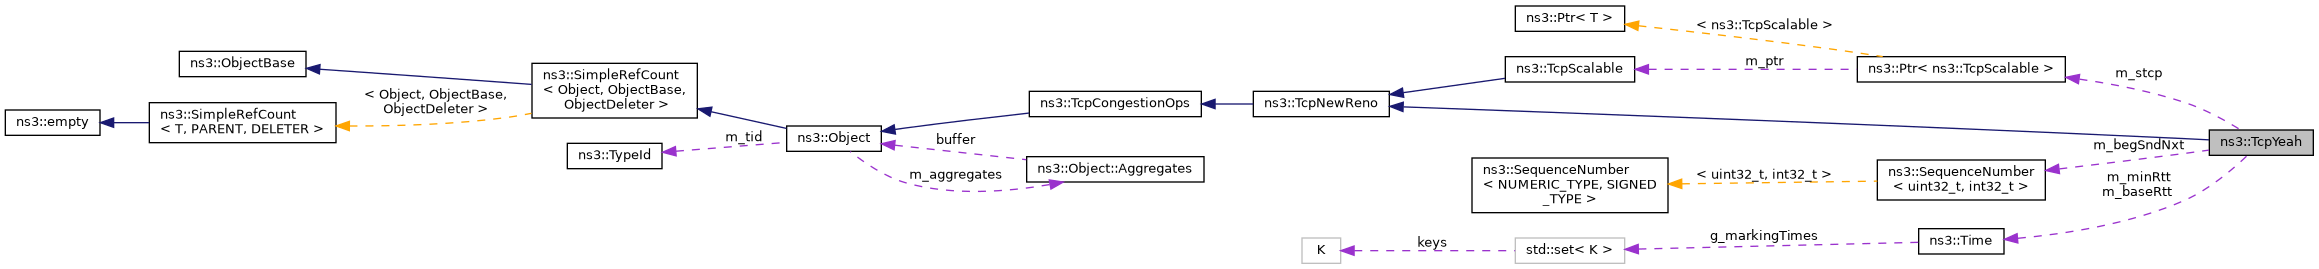 ns3::Ptr< T >
< ns3::TcpScalable >
ns3::ObjectBase
ns3::SimpleRefCount
< Object, ObjectBase,
ObjectDeleter >
ns3::TcpScalable
m_ptr
ns3::Ptr< ns3::TcpScalable >
m_stcp
< Object, ObjectBase,
ObjectDeleter >
ns3::empty
ns3::SimpleRefCount
< T, PARENT, DELETER >
ns3::TcpCongestionOps
ns3::TcpNewReno
ns3::Object
m_tid
ns3::TypeId
buffer
m_aggregates
ns3::Object::Aggregates
ns3::TcpYeah
m_begSndNxt
ns3::SequenceNumber
< NUMERIC_TYPE, SIGNED
_TYPE >
< uint32_t, int32_t >
ns3::SequenceNumber
< uint32_t, int32_t >
m_minRtt
m_baseRtt
K
keys
std::set< K >
g_markingTimes
ns3::Time